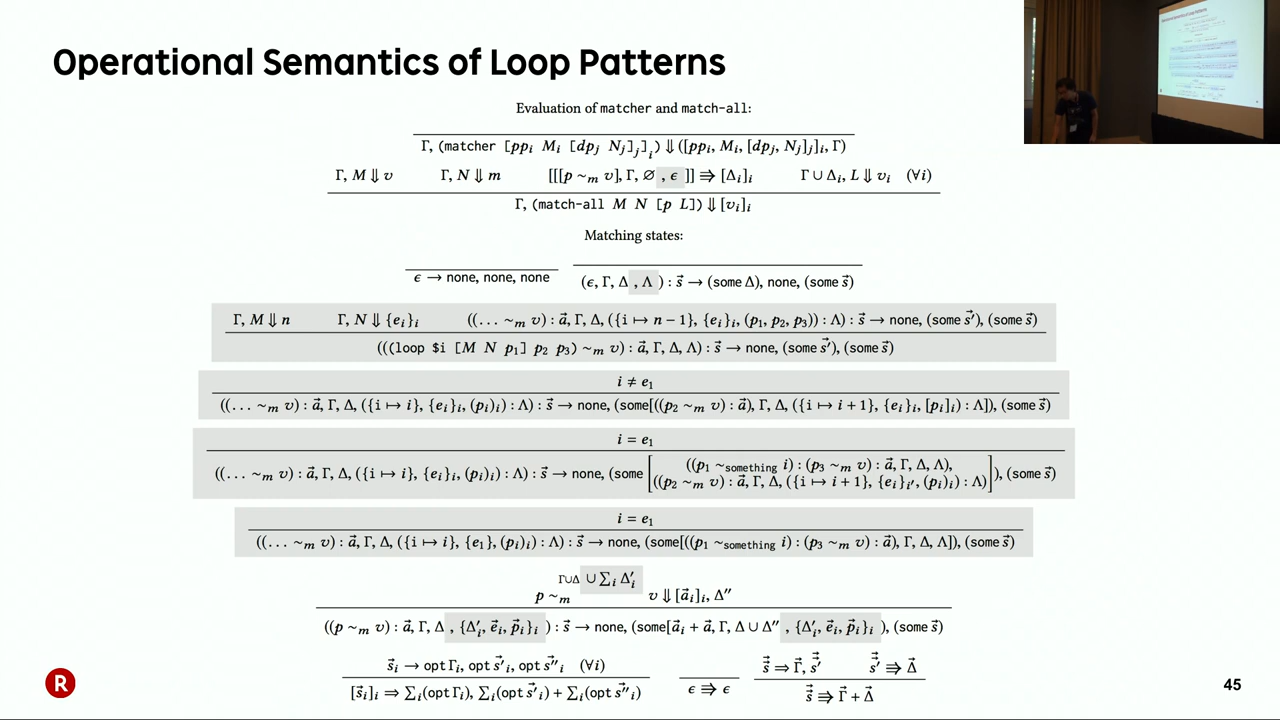 Operational Semantics of Loop Patterns
Evaluation of matcher and match-all:
Γ, (matcher [ppᵢ Mᵢ [dpⱼ Nⱼ]ⱼ]ᵢ) ⇓ ([ppᵢ, Mᵢ, [dpⱼ, Nⱼ]ⱼ]ᵢ, Γ)
Γ, M ⇓ v Γ, N ⇓ m [[[p ∼ₘ v], Γ, ∅ , ϵ ]] ⇛ [Δᵢ]ᵢ Γ ∪ Δᵢ, L ⇓ vᵢ (∀i)
Γ, (match-all M N [p L]) ⇓ [vᵢ]ᵢ
Matching states:
ϵ → none, none, none
(ϵ, Γ, Δ , Λ ) : s⃗ → (some Δ), none, (some s⃗)
Γ, M ⇓ n Γ, N ⇓ {eᵢ}ᵢ ((... ∼ₘ v) : a⃗, Γ, Δ, ({i ↦ n − 1}, {eᵢ}ᵢ, (p₁, p₂, p₃)) : Λ) : s⃗ → none, (some s⃗′), (some s⃗)
(((loop $i [M N p₁] p₂ p₃) ∼ₘ v) : a⃗, Γ, Δ, Λ) : s⃗ → none, (some s⃗′), (some s⃗)
i ≠ e₁
((... ∼ₘ v) : a⃗, Γ, Δ, ({i ↦ i}, {eᵢ}ᵢ, (pᵢ)ᵢ) : Λ) : s⃗ → none, (some[((p₂ ∼ₘ v) : a⃗), Γ, Δ, ({i ↦ i + 1}, {eᵢ}ᵢ, [pᵢ]ᵢ) : Λ]), (some s⃗)
i = e₁
((... ∼ₘ v) : a⃗, Γ, Δ, ({i ↦ i}, {eᵢ}ᵢ, (pᵢ)ᵢ) : Λ) : s⃗ → none, (some [((p₁ ∼something i) : (p₃ ∼ₘ v) : a⃗, Γ, Δ, Λ),
((p₂ ∼ₘ v) : a⃗, Γ, Δ, ({i ↦ i + 1}, {eᵢ}ᵢ′, (pᵢ)ᵢ) : Λ)]), (some s⃗)
i = e₁
((... ∼ₘ v) : a⃗, Γ, Δ, ({i ↦ i}, {e₁}, (pᵢ)ᵢ) : Λ) : s⃗ → none, (some[((p₁ ∼something i) : (p₃ ∼ₘ v) : a⃗), Γ, Δ, Λ]), (some s⃗)
Γ∪Δ ∪ ∑ᵢ Δ′ᵢ
p ∼ₘ v ⇓ [a⃗ᵢ]ᵢ, Δ″
((p ∼ₘ v) : a⃗, Γ, Δ , {Δ′ᵢ, e⃗ᵢ, p⃗ᵢ}ᵢ ) : s⃗ → none, (some[a⃗ᵢ + a⃗, Γ, Δ ∪ Δ″ , {Δ′ᵢ, e⃗ᵢ, p⃗ᵢ}ᵢ ), (some s⃗)
s⃗ᵢ → opt Γᵢ, opt s⃗′ᵢ, opt s⃗″ᵢ (∀i)
[s⃗ᵢ]ᵢ ⇒ ∑ᵢ(opt Γᵢ), ∑ᵢ(opt s⃗′ᵢ) + ∑ᵢ(opt s⃗″ᵢ)
ϵ ⇛ ϵ
s⃗ ⇒ Γ⃗, s⃗′ s⃗′ ⇛ Δ⃗
s⃗ ⇛ Γ⃗ + Δ⃗
R
45